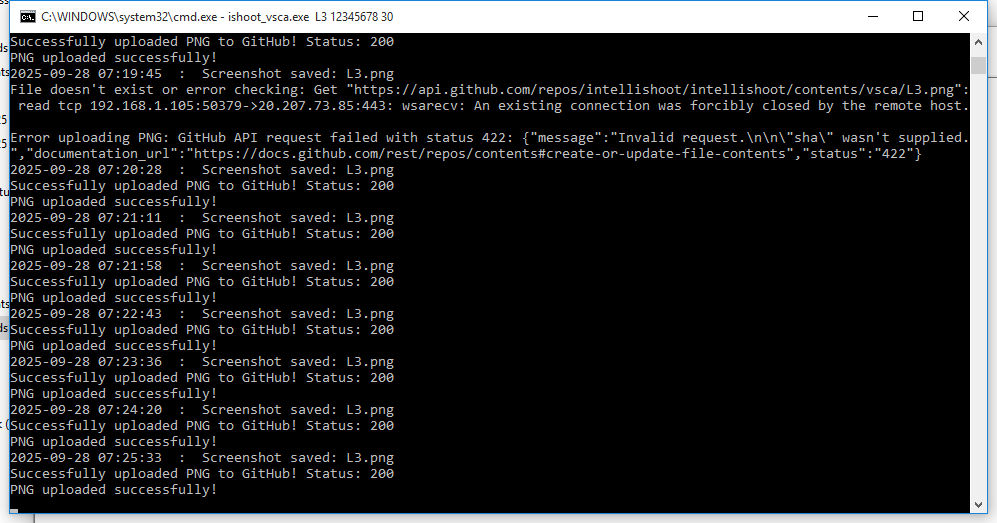 C:\WINDOWS\system32\cmd.exe - ishoot_vsca.exe L3 12345678 30
Successfully uploaded PNG to GitHub! Status: 200
PNG uploaded successfully!
2025-09-28 07:19:45  :  Screenshot saved: L3.png
File doesn't exist or error checking: Get "https://api.github.com/repos/intellishoot/intellishoot/contents/vsca/L3.png":
 read tcp 192.168.1.105:50379->20.207.73.85:443: wsarecv: An existing connection was forcibly closed by the remote host.
Error uploading PNG: GitHub API request failed with status 422: {"message":"Invalid request.\n\n\"sha\" wasn't supplied.
","documentation_url":"https://docs.github.com/rest/repos/contents#create-or-update-file-contents","status":"422"}
2025-09-28 07:20:28  :  Screenshot saved: L3.png
Successfully uploaded PNG to GitHub! Status: 200
PNG uploaded successfully!
2025-09-28 07:21:11  :  Screenshot saved: L3.png
Successfully uploaded PNG to GitHub! Status: 200
PNG uploaded successfully!
2025-09-28 07:21:58  :  Screenshot saved: L3.png
Successfully uploaded PNG to GitHub! Status: 200
PNG uploaded successfully!
2025-09-28 07:22:43  :  Screenshot saved: L3.png
Successfully uploaded PNG to GitHub! Status: 200
PNG uploaded successfully!
2025-09-28 07:23:36  :  Screenshot saved: L3.png
Successfully uploaded PNG to GitHub! Status: 200
PNG uploaded successfully!
2025-09-28 07:24:20  :  Screenshot saved: L3.png
Successfully uploaded PNG to GitHub! Status: 200
PNG uploaded successfully!
2025-09-28 07:25:33  :  Screenshot saved: L3.png
Successfully uploaded PNG to GitHub! Status: 200
PNG uploaded successfully!